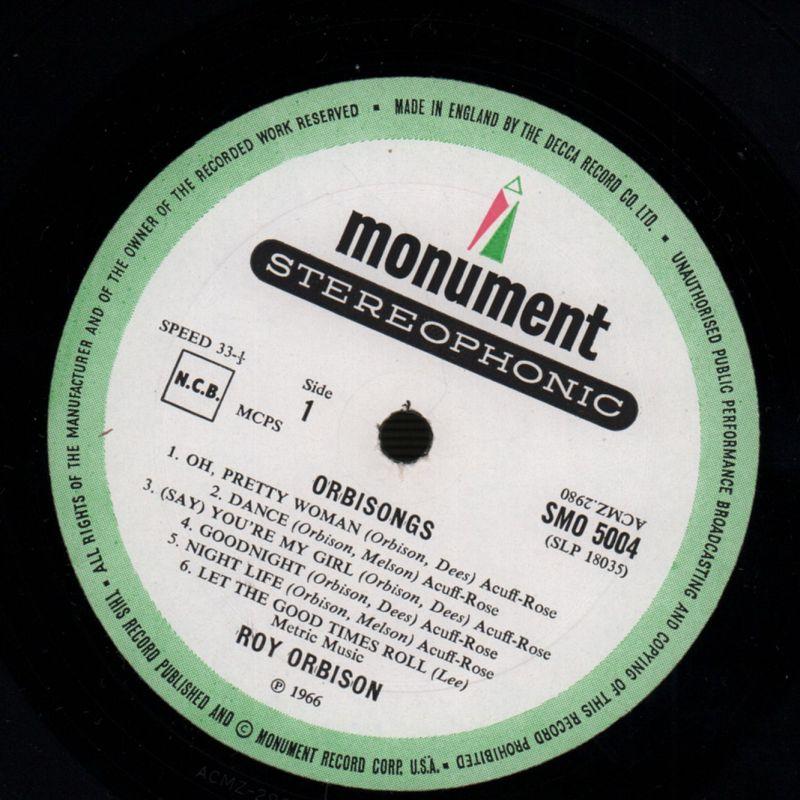 MADE IN ENGLAND BY THE DECCA RECORD CO. LTD. ▪ UNAUTHORISED PUBLIC PERFORMANCE BROADCASTING AND COPYING OF THIS RECORD PROHIBITED
▪ THIS RECORD PUBLISHED AND © MONUMENT RECORD CORP. U.S.A. ▪
ALL RIGHTS OF THE MANUFACTURER AND OF THE OWNER OF THE RECORDED WORK RESERVED ▪
monument
STEREOPHONIC
SPEED 33-⅓
N.C.B.
MCPS
Side
1
ACMZ.2980
SMO 5004
(SLP 18035)
ORBISONGS
1. OH, PRETTY WOMAN (Orbison, Dees) Acuff-Rose
2. DANCE (Orbison, Melson) Acuff-Rose
3. (SAY) YOU'RE MY GIRL (Orbison, Dees) Acuff-Rose
4. GOODNIGHT (Orbison, Dees) Acuff-Rose
5. NIGHT LIFE (Orbison, Melson) Acuff-Rose
6. LET THE GOOD TIMES ROLL (Lee)
Metric Music
ROY ORBISON
℗ 1966